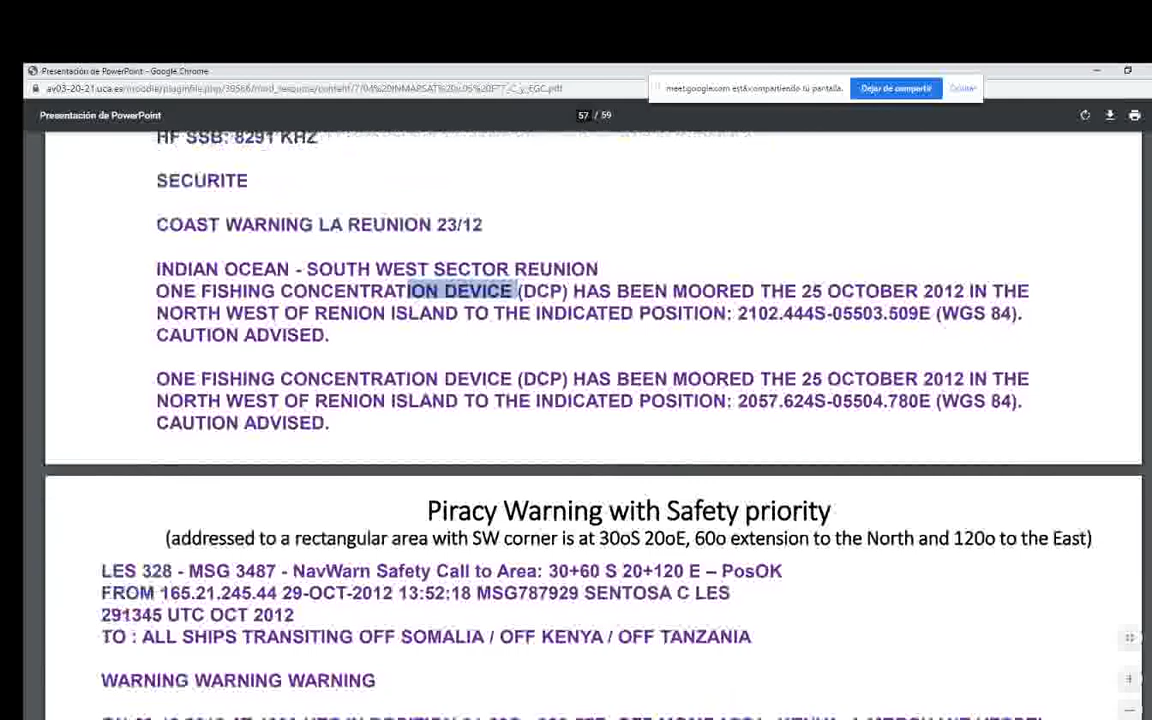 Presentación de PowerPoint - Google Chrome
meet.google.com está compartiendo tu pantalla.
Dejar de compartir
Ocultar
Presentación de PowerPoint
57 / 59
HF SSB: 8291 KHZ
SECURITE
COAST WARNING LA REUNION 23/12
INDIAN OCEAN - SOUTH WEST SECTOR REUNION
ONE FISHING CONCENTRATION DEVICE (DCP) HAS BEEN MOORED THE 25 OCTOBER 2012 IN THE
NORTH WEST OF RENION ISLAND TO THE INDICATED POSITION: 2102.444S-05503.509E (WGS 84).
CAUTION ADVISED.
ONE FISHING CONCENTRATION DEVICE (DCP) HAS BEEN MOORED THE 25 OCTOBER 2012 IN THE
NORTH WEST OF RENION ISLAND TO THE INDICATED POSITION: 2057.624S-05504.780E (WGS 84).
CAUTION ADVISED.
Piracy Warning with Safety priority
(addressed to a rectangular area with SW corner is at 30oS 20oE, 60o extension to the North and 120o to the East)
LES 328 - MSG 3487 - NavWarn Safety Call to Area: 30+60 S 20+120 E – PosOK
FROM 165.21.245.44 29-OCT-2012 13:52:18 MSG787929 SENTOSA C LES
291345 UTC OCT 2012
TO : ALL SHIPS TRANSITING OFF SOMALIA / OFF KENYA / OFF TANZANIA
WARNING WARNING WARNING